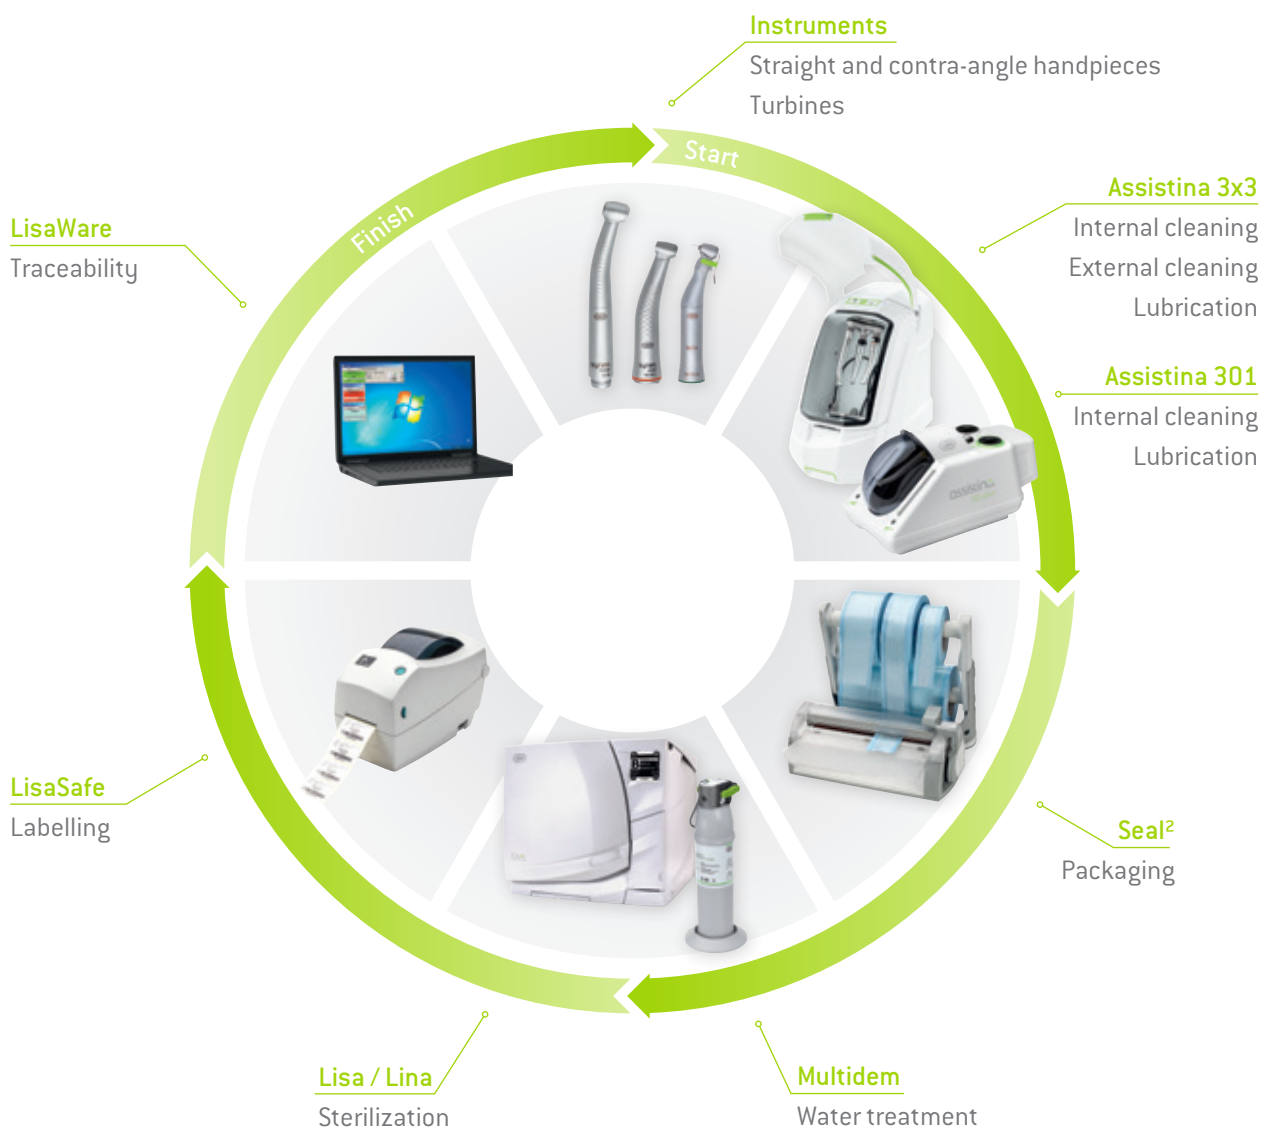 Instruments
Straight and contra-angle handpieces
Turbines
Start
Finish
Assistina 3x3
Internal cleaning
External cleaning
Lubrication
Assistina 301
Internal cleaning
Lubrication
assistina
Seal²
Packaging
Multidem
Water treatment
Lisa / Lina
Sterilization
LisaSafe
Labelling
LisaWare
Traceability